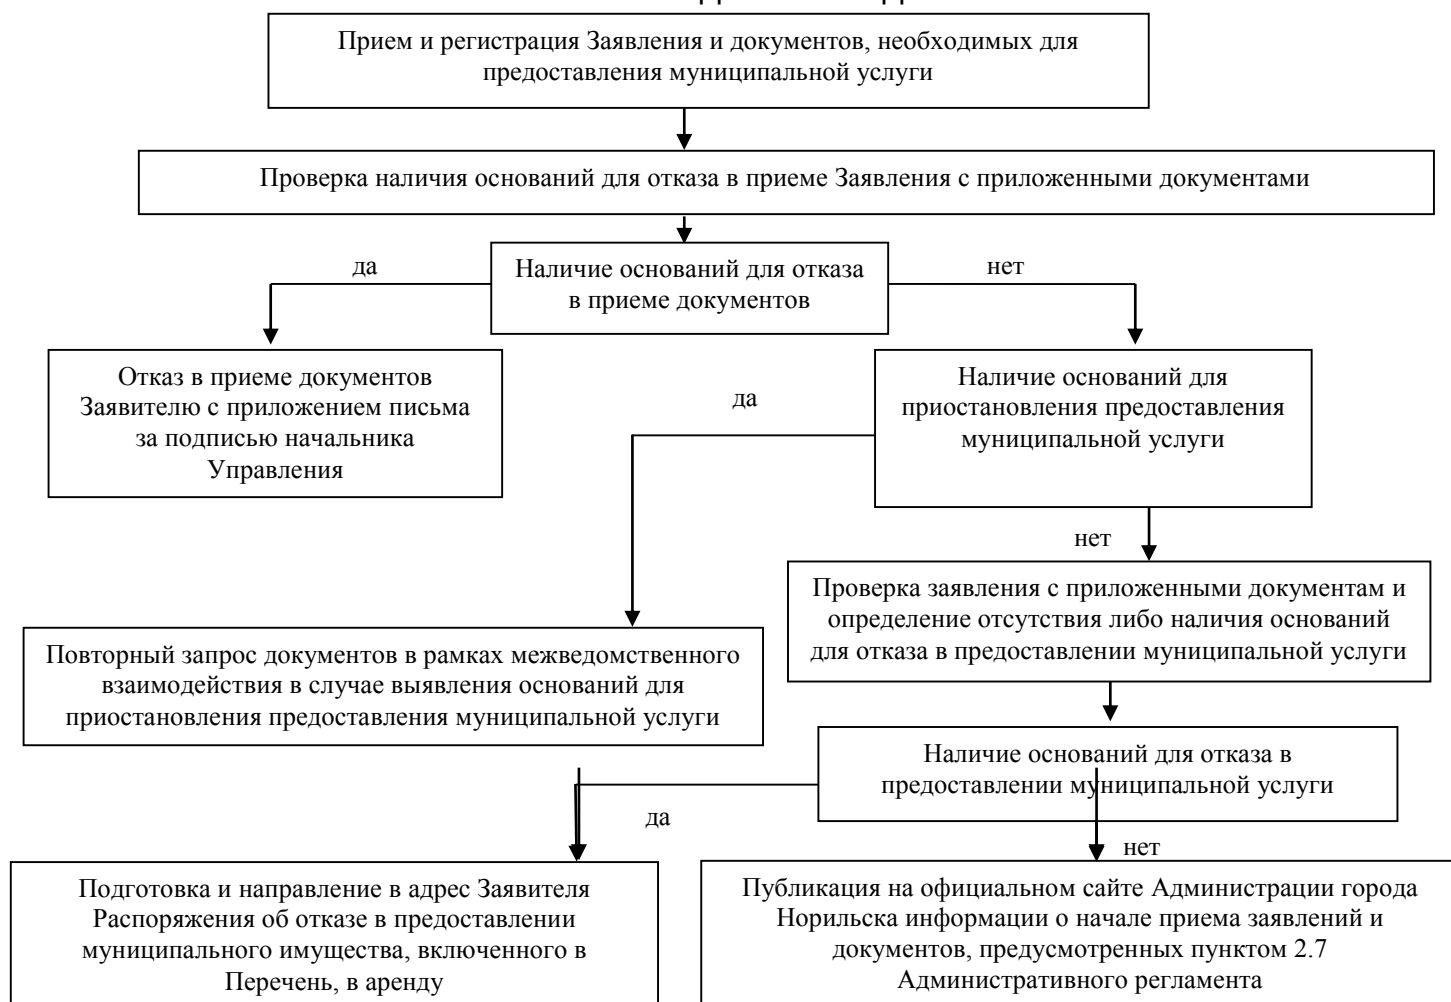 Прием и регистрация Заявления и документов, необходимых для
предоставления муниципальной услуги
Проверка наличия оснований для отказа в приеме Заявления с приложенными документами
да
Наличие оснований для отказа
в приеме документов
нет
Отказ в приеме документов
Заявителю с приложением письма
за подписью начальника
Управления
да
Наличие оснований для
приостановления предоставления
муниципальной услуги
нет
Проверка заявления с приложенными документам и
определение отсутствия либо наличия оснований
для отказа в предоставлении муниципальной услуги
Повторный запрос документов в рамках межведомственного
взаимодействия в случае выявления оснований для
приостановления предоставления муниципальной услуги
Наличие оснований для отказа в
предоставлении муниципальной услуги
да
нет
Подготовка и направление в адрес Заявителя
Распоряжения об отказе в предоставлении
муниципального имущества, включенного в
Перечень, в аренду
Публикация на официальном сайте Администрации города
Норильска информации о начале приема заявлений и
документов, предусмотренных пунктом 2.7
Административного регламента